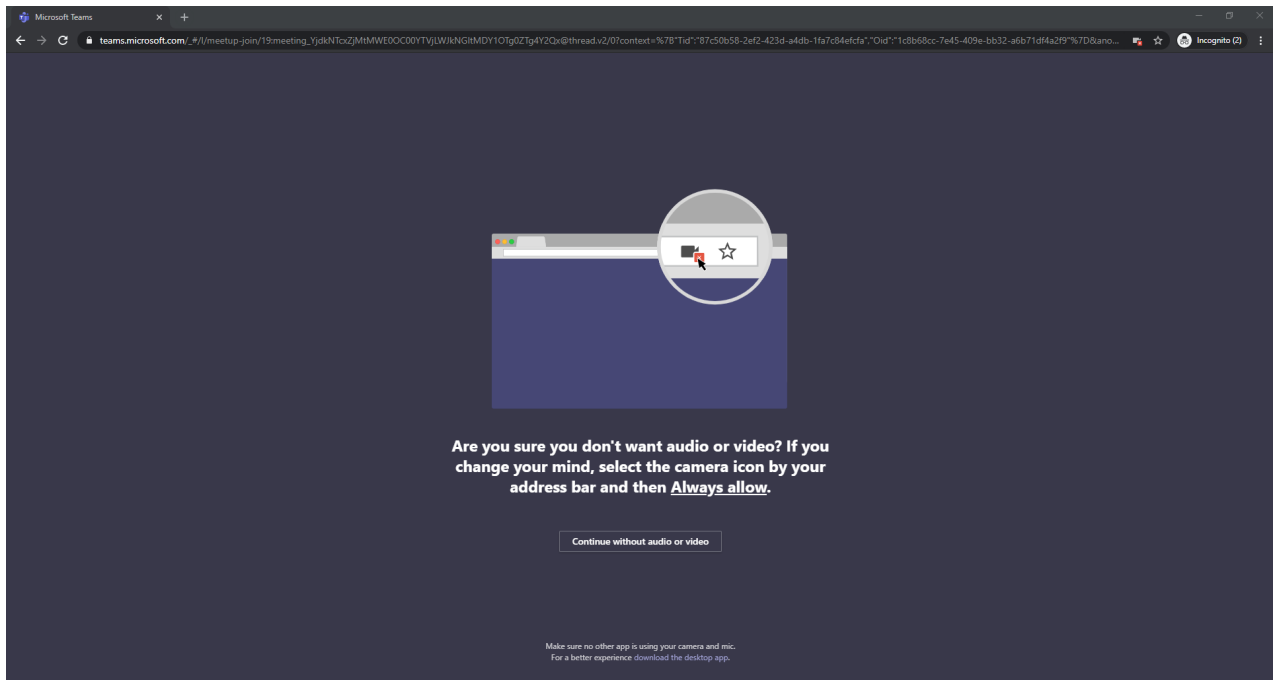 Microsoft Teams
teams.microsoft.com/_#/l/meetup-join/19:meeting_YjdkNTcxZjMtMWE0OC00YTVjLWJkNGItMDY1OTg0ZTg4Y2Qx@thread.v2/0?context=%7B"Tid":"87c50b58-2ef2-423d-a4db-1fa7c84efcfa","Oid":"1c8b68cc-7e45-409e-bb32-a6b71df4a2f9"%7D&ano... Incognito (2)
Are you sure you don't want audio or video? If you
change your mind, select the camera icon by your
address bar and then Always allow.
Continue without audio or video
Make sure no other app is using your camera and mic.
For a better experience download the desktop app.